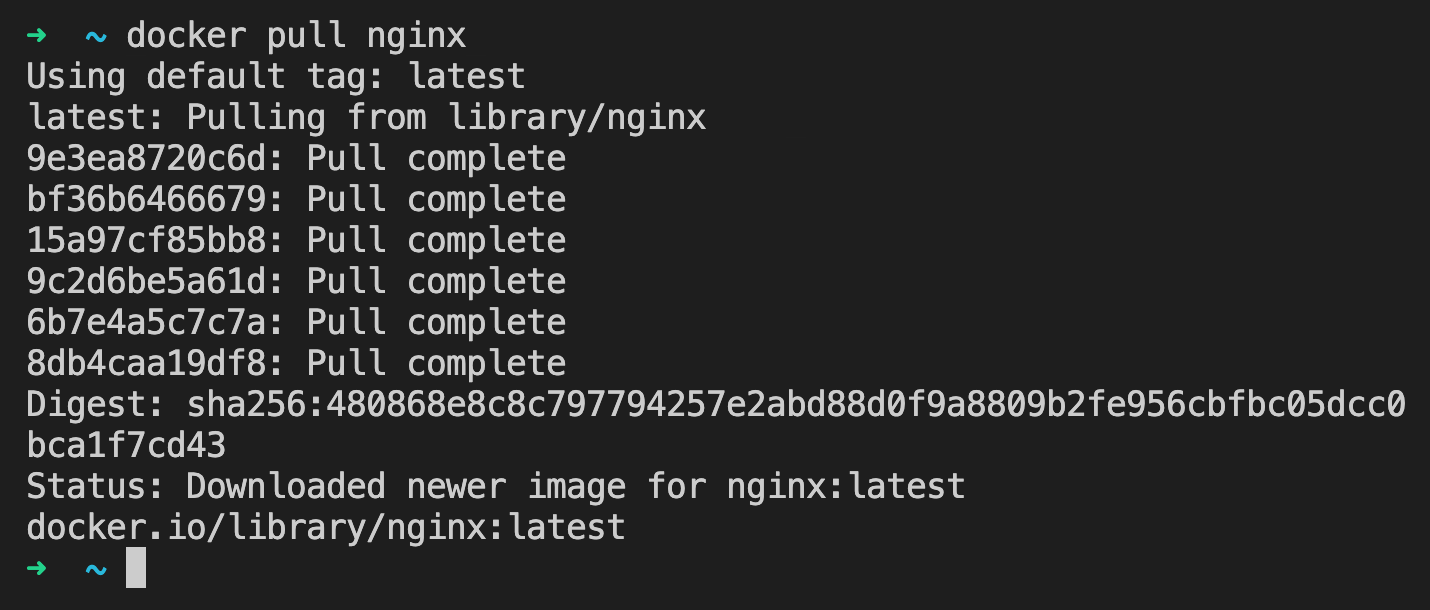 ➜  ~ docker pull nginx
Using default tag: latest
latest: Pulling from library/nginx
9e3ea8720c6d: Pull complete
bf36b6466679: Pull complete
15a97cf85bb8: Pull complete
9c2d6be5a61d: Pull complete
6b7e4a5c7c7a: Pull complete
8db4caa19df8: Pull complete
Digest: sha256:480868e8c8c797794257e2abd88d0f9a8809b2fe956cbfbc05dcc0
bca1f7cd43
Status: Downloaded newer image for nginx:latest
docker.io/library/nginx:latest
➜  ~